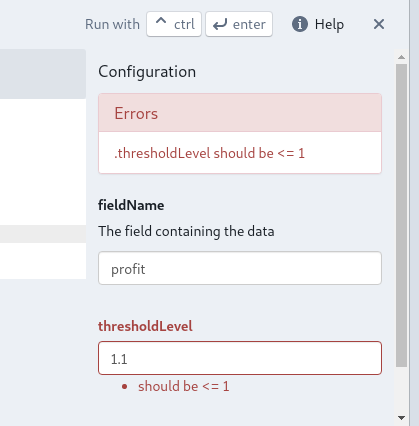 Run with ^ ctrl ↵ enter Help ×
Configuration
Errors
.thresholdLevel should be <= 1
fieldName
The field containing the data
profit
thresholdLevel
1.1
• should be <= 1